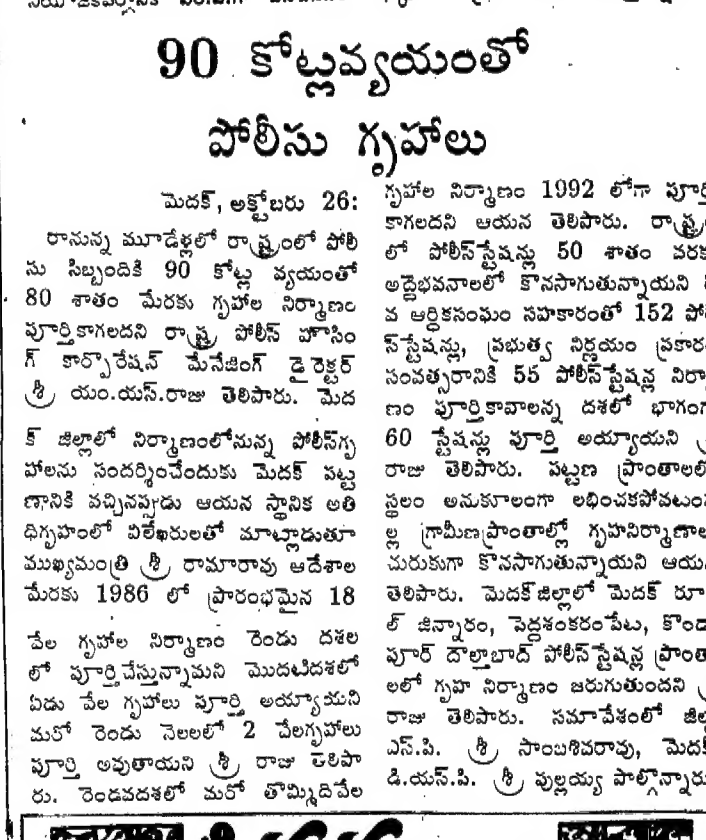 90 కోట్లువ్యయంతో
పోలీసు గృహాలు
మెదక్, అక్టోబరు 26:
రానున్న మూడేళ్లలో రాష్ట్రంలో పోలీ
సు సిబ్బందికి 90 కోట్లు వ్యయంతో
80 శాతం మేరకు గృహాల నిర్మాణం
పూర్తికాగలదని రాష్ట్ర పోలీస్ హౌసిం
గ్ కార్పొరేషన్ మేనేజింగ్ డైరెక్టర్
శ్రీ యం.యస్.రాజు తెలిపారు. మెద
క్ జిల్లాలో నిర్మాణంలోనున్న పోలీస్‌గృ
హాలను సందర్శించేందుకు మెదక్ పట్ట
ణానికి వచ్చినప్పుడు ఆయన స్థానిక అతి
ధిగృహంలో విలేఖరులతో మాట్లాడుతూ
ముఖ్యమంత్రి శ్రీ రామారావు ఆదేశాల
మేరకు 1986 లో ప్రారంభమైన 18
వేల గృహాల నిర్మాణం రెండు దశల
లో పూర్తిచేస్తున్నామని మొదటిదశలో
ఏడు వేల గృహాలు పూర్తి అయ్యాయని
మరో రెండు నెలలలో 2 వేలగృహాలు
పూర్తి అవుతాయని శ్రీ రాజు తెలిపా
రు. రెండవదశలో మరో తొమ్మిదివేల
గృహాల నిర్మాణం 1992 లోగా పూర్తి
కాగలదని ఆయన తెలిపారు. రాష్ట్రం
లో పోలీస్‌స్టేషన్లు 50 శాతం వరక
అద్దెభవనాలలో కొనసాగుతున్నాయని
వ ఆర్థికసంఘం సహకారంతో 152 పో
స్‌స్టేషన్లు, ప్రభుత్వ నిర్ణయం ప్రకార
సంవత్సరానికి 55 పోలీస్‌స్టేషన్ల నిర్మా
ణం పూర్తికావాలన్న దశలో భాగంగ
60 స్టేషన్లు పూర్తి అయ్యాయని
రాజు తెలిపారు. పట్టణ ప్రాంతాలలో
స్థలం అనుకూలంగా లభించకపోవటం
ల్ల గ్రామీణప్రాంతాల్లో గృహనిర్మాణాల
చురుకుగా కొనసాగుతున్నాయని ఆయ
తెలిపారు. మెదక్‌జిల్లాలో మెదక్ రూ
ల్ జిన్నారం, పెద్దశంకరంపేట, కొండ
పూర్ దౌల్తాబాద్ పోలీస్‌స్టేషన్ల ప్రాంతా
లలో గృహ నిర్మాణం జరుగుతుందని
రాజు తెలిపారు. సమావేశంలో జిల్ల
ఎస్.పి. శ్రీ సాంబశివరావు, మెదక్
డి.యస్.పి. శ్రీ పుల్లయ్య పాల్గొన్నారు